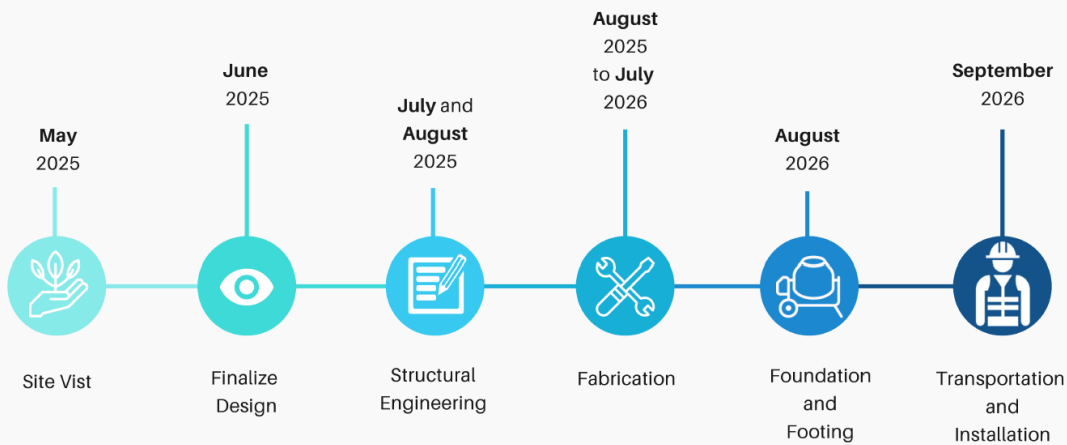 May
2025
Site Vist
June
2025
Finalize
Design
July and
August
2025
Structural
Engineering
August
2025
to July
2026
Fabrication
August
2026
Foundation
and
Footing
September
2026
Transportation
and
Installation